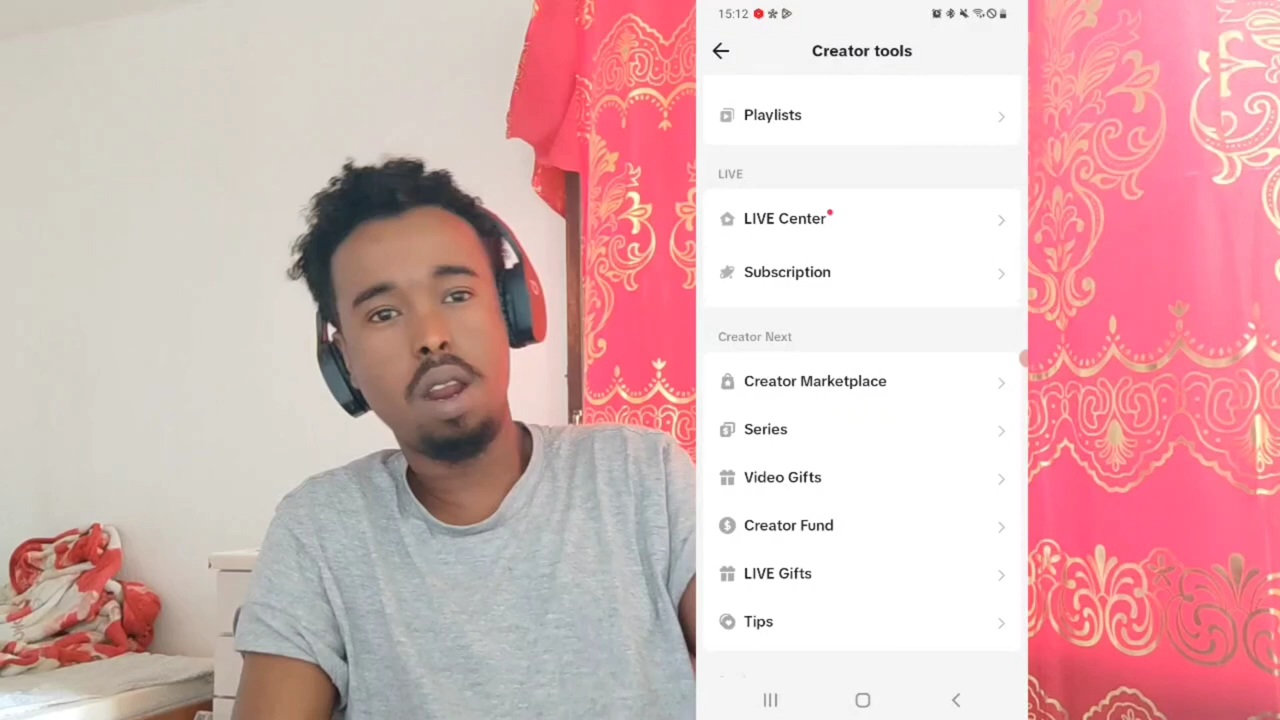 15:12
Creator tools
Playlists
LIVE
LIVE Center
Subscription
Creator Next
Creator Marketplace
Series
Video Gifts
Creator Fund
LIVE Gifts
Tips